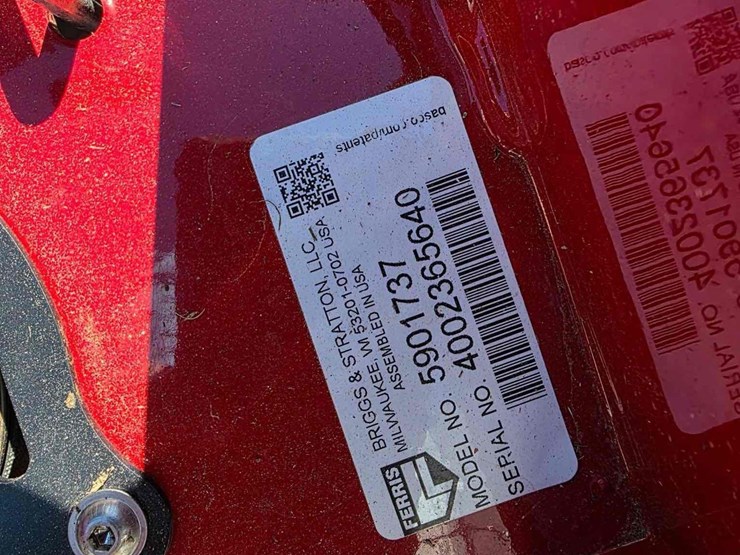 basco.com/patents
BRIGGS & STRATTON, LLC
MILWAUKEE, WI 53201-0702 USA
ASSEMBLED IN USA
FERRIS
MODEL NO. 5901737
SERIAL NO. 4002365640